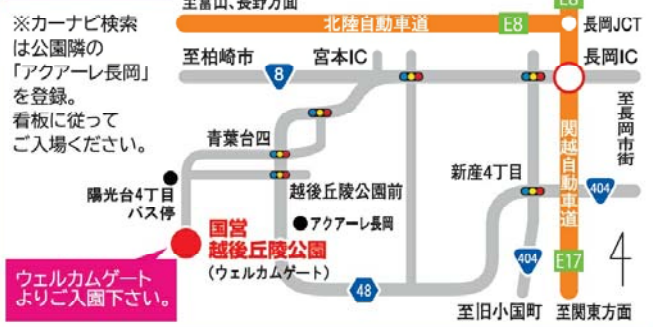 至富山、長野方面
※カーナビ検索
は公園隣の
「アクアーレ長岡」
を登録。
看板に従って
ご入場ください。
北陸自動車道
E8
E8
長岡JCT
至柏崎市
8
宮本IC
長岡IC
至長岡市街
関越自動車道
青葉台四
陽光台4丁目
バス停
越後丘陵公園前
新産4丁目
404
アクアーレ長岡
国営
越後丘陵公園
(ウェルカムゲート)
ウェルカムゲート
よりご入園下さい。
48
404
E17
至旧小国町
至関東方面